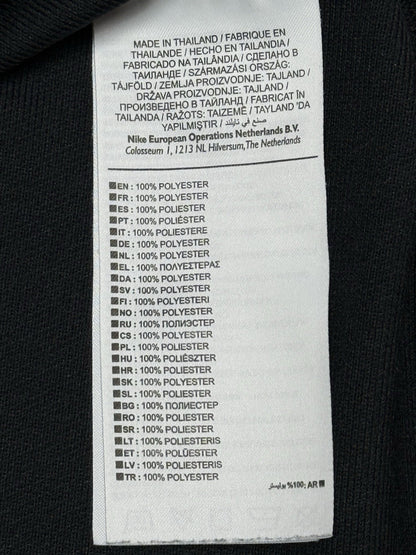 MADE IN THAILAND / FABRIQUE EN
THAILANDE / HECHO EN TAILANDIA /
FABRICADO NA TAILÂNDIA / СДЕЛАНО В
ТАИЛАНДЕ / SZÁRMAZÁSI ORSZÁG:
TÁJFÖLD / ZEMLJA PROIZVODNJE: TAJLAND /
DRŽAVA PROIZVODNJE: TAJLAND /
ПРОИЗВЕДЕНО В ТАЙЛАНД / FABRICAT ÎN
TAILANDA / RAŽOTS: TAIZEMĒ / TAYLAND 'DA
YAPILMIŞTIR / صنع في تايلند
Nike European Operations Netherlands B.V.
Colosseum 1, 1213 NL Hilversum, The Netherlands
EN : 100% POLYESTER
FR : 100% POLYESTER
ES : 100% POLIÉSTER
PT : 100% POLIÉSTER
IT : 100% POLIESTERE
DE : 100% POLYESTER
NL : 100% POLYESTER
EL : 100% ΠΟΛΥΕΣΤΕΡΑΣ
DA : 100% POLYESTER
SV : 100% POLYESTER
FI : 100% POLYESTERI
NO : 100% POLYESTER
RU : 100% ПОЛИЭСТЕР
CS : 100% POLYESTER
PL : 100% POLIESTER
HU : 100% POLIÉSZTER
HR : 100% POLIESTER
SK : 100% POLYESTER
SL : 100% POLIESTER
BG : 100% ПОЛИЕСТЕР
RO : 100% POLIESTER
SR : 100% POLIESTER
LT : 100% POLIESTERIS
ET : 100% POLÜESTER
LV : 100% POLIESTERIS
TR : 100% POLYESTER
AR : 100% بوليستر